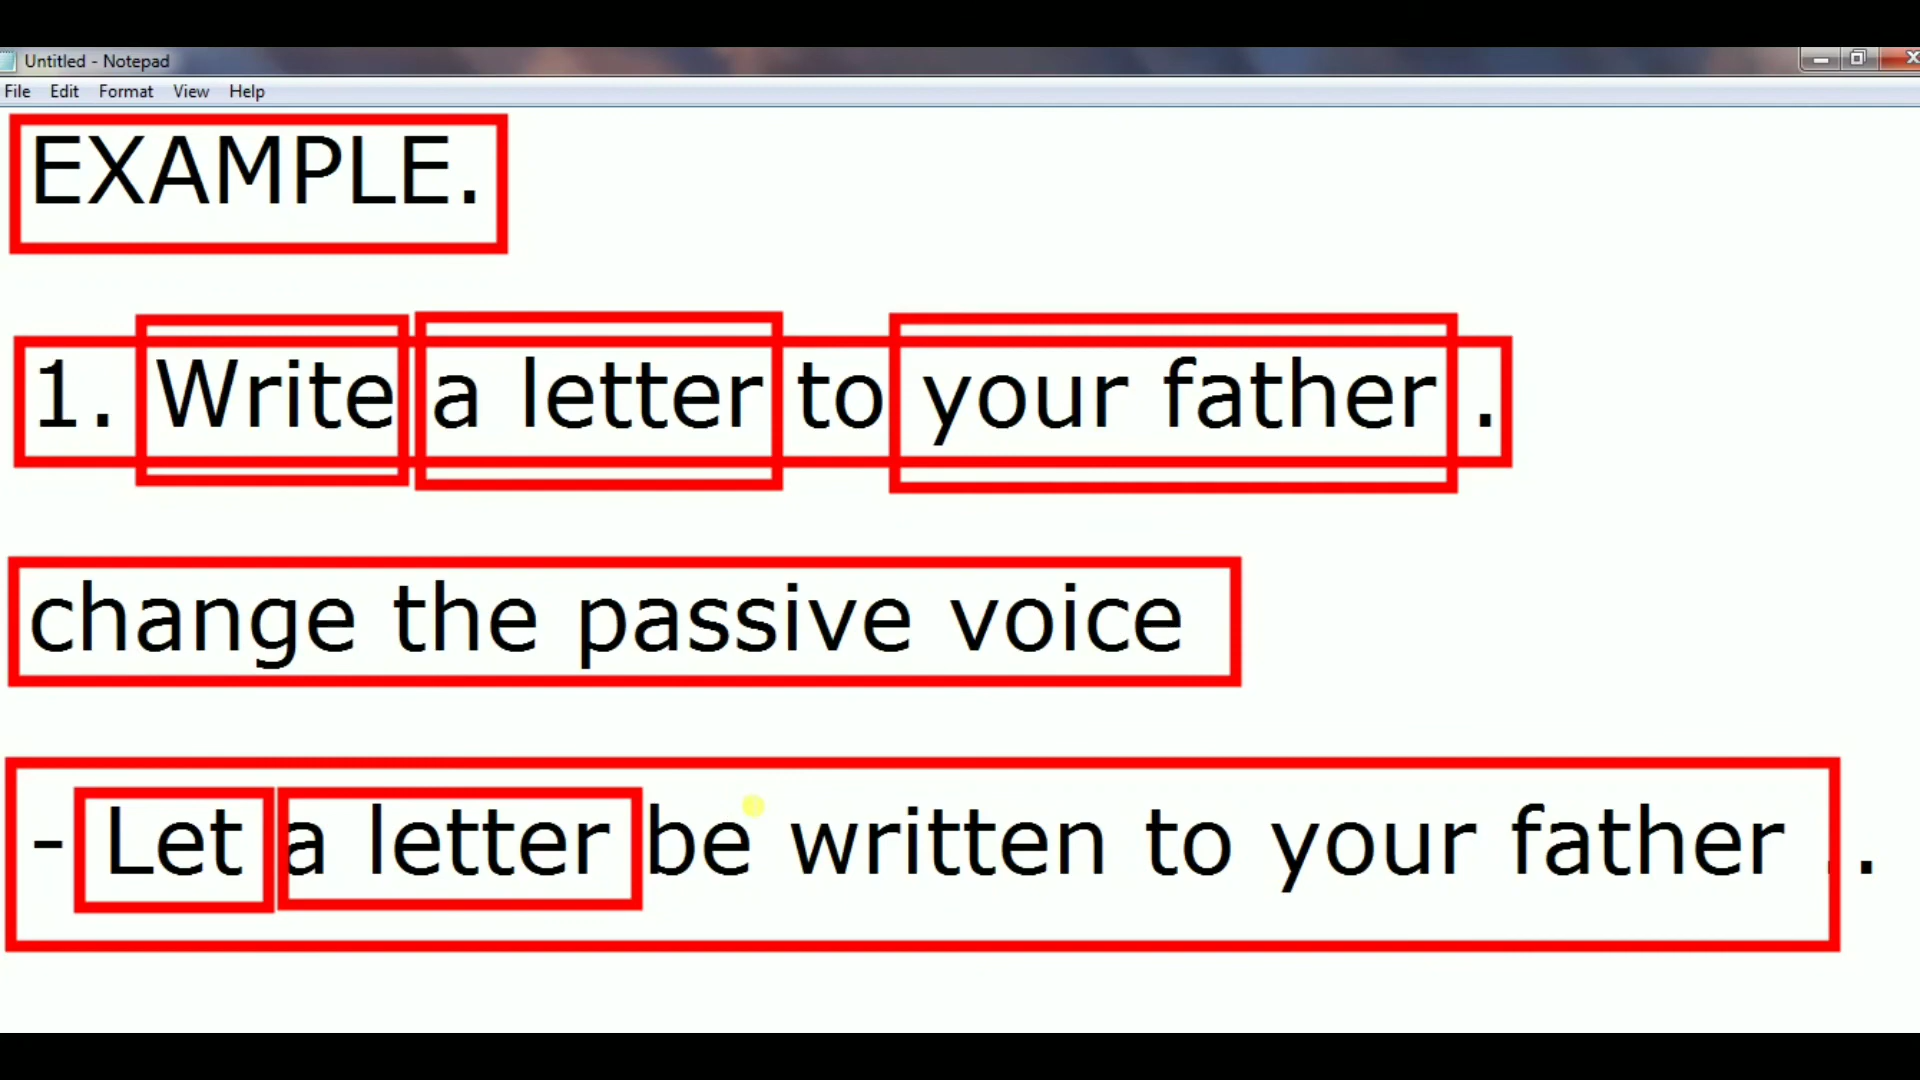 Untitled - Notepad
File Edit Format View Help
EXAMPLE.
1. Write a letter to your father .
change the passive voice
- Let a letter be written to your father . .